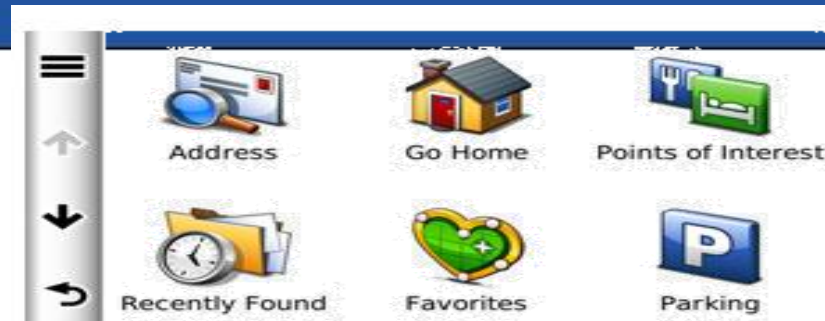 Address
Go Home
Points of Interest
Recently Found
Favorites
P
Parking